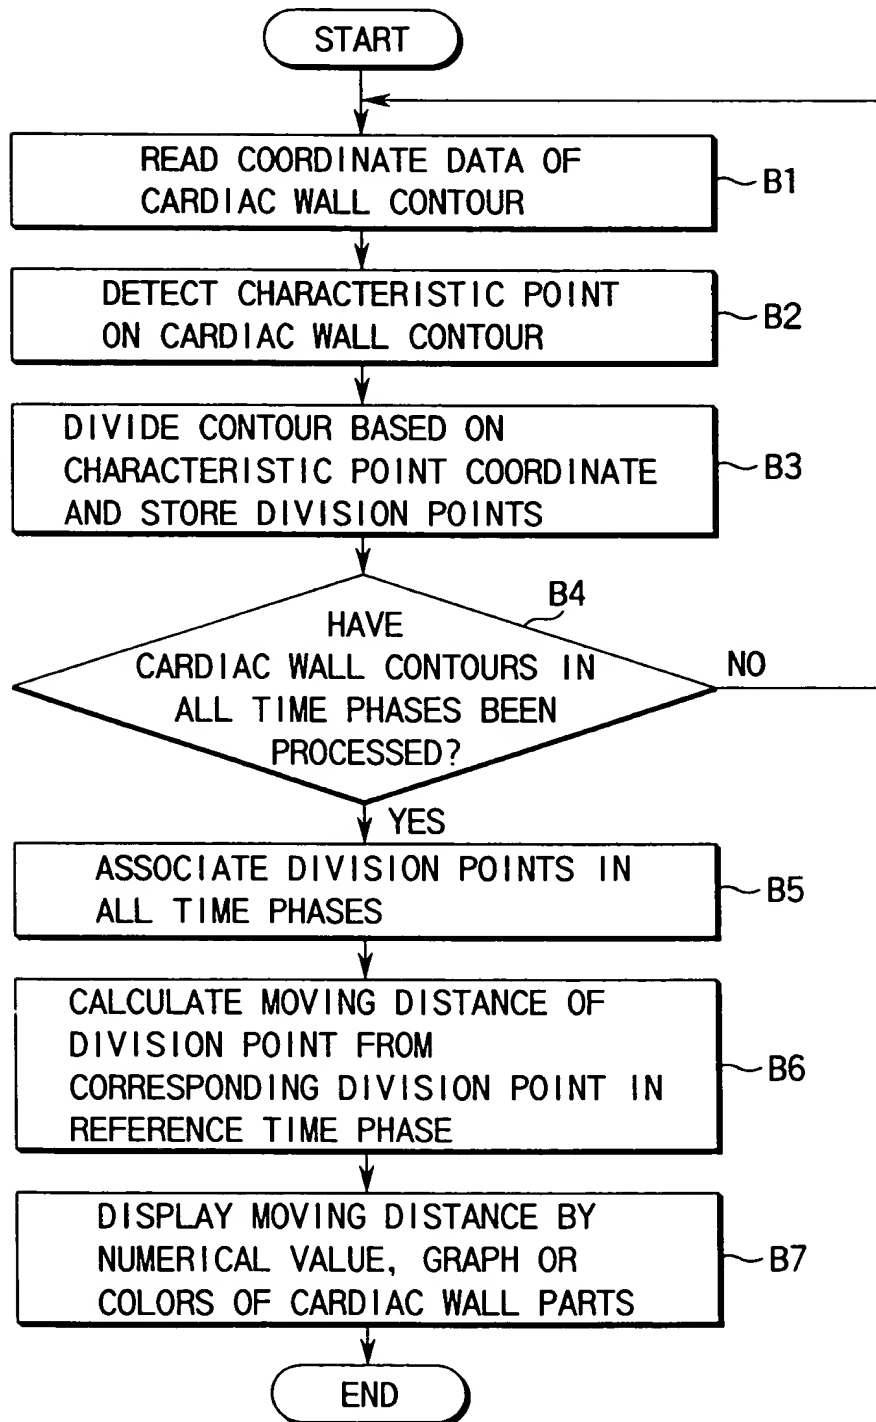 START
READ COORDINATE DATA OF
CARDIAC WALL CONTOUR
B1
DETECT CHARACTERISTIC POINT
ON CARDIAC WALL CONTOUR
B2
DIVIDE CONTOUR BASED ON
CHARACTERISTIC POINT COORDINATE
AND STORE DIVISION POINTS
B3
B4
HAVE
CARDIAC WALL CONTOURS IN
ALL TIME PHASES BEEN
PROCESSED?
NO
YES
ASSOCIATE DIVISION POINTS IN
ALL TIME PHASES
B5
CALCULATE MOVING DISTANCE OF
DIVISION POINT FROM
CORRESPONDING DIVISION POINT IN
REFERENCE TIME PHASE
B6
DISPLAY MOVING DISTANCE BY
NUMERICAL VALUE, GRAPH OR
COLORS OF CARDIAC WALL PARTS
B7
END